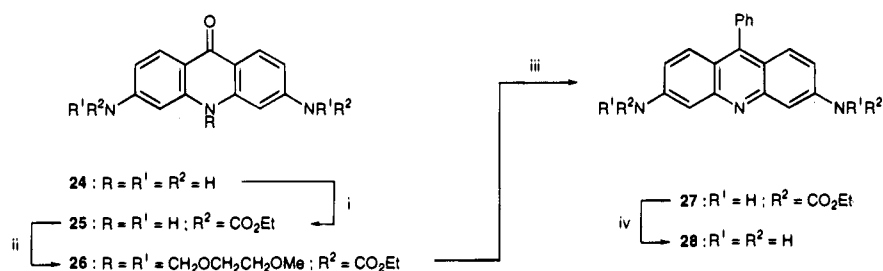 O
Ph
iii
R¹R²N
N
R
NR¹R²
R¹R²N
N
NR¹R²
24 : R = R¹ = R² = H
i
25 : R = R¹ = H ; R² = CO₂Et
ii
26 : R = R¹ = CH₂OCH₂CH₂OMe ; R² = CO₂Et
27 : R¹ = H ; R² = CO₂Et
iv
28 : R¹ = R² = H